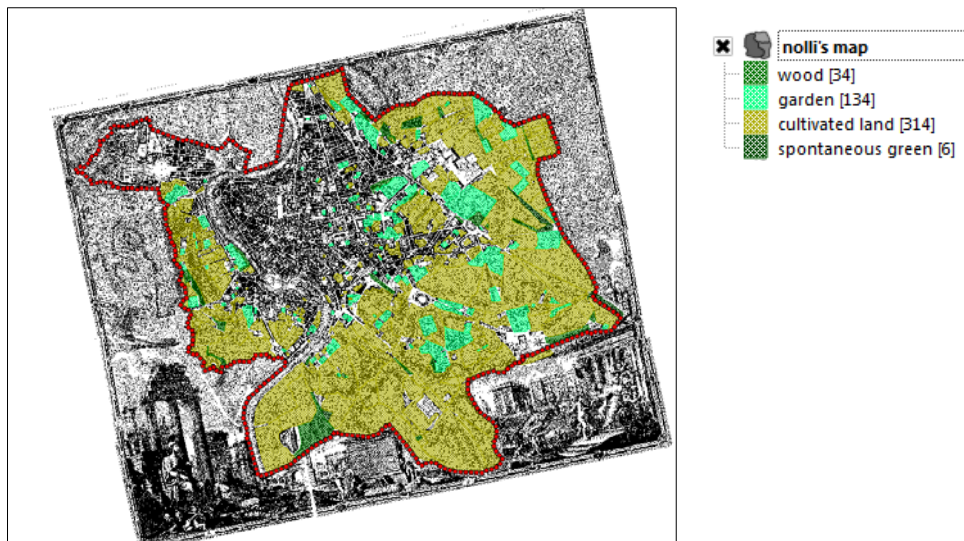 nolli's map
wood [34]
garden [134]
cultivated land [314]
spontaneous green [6]